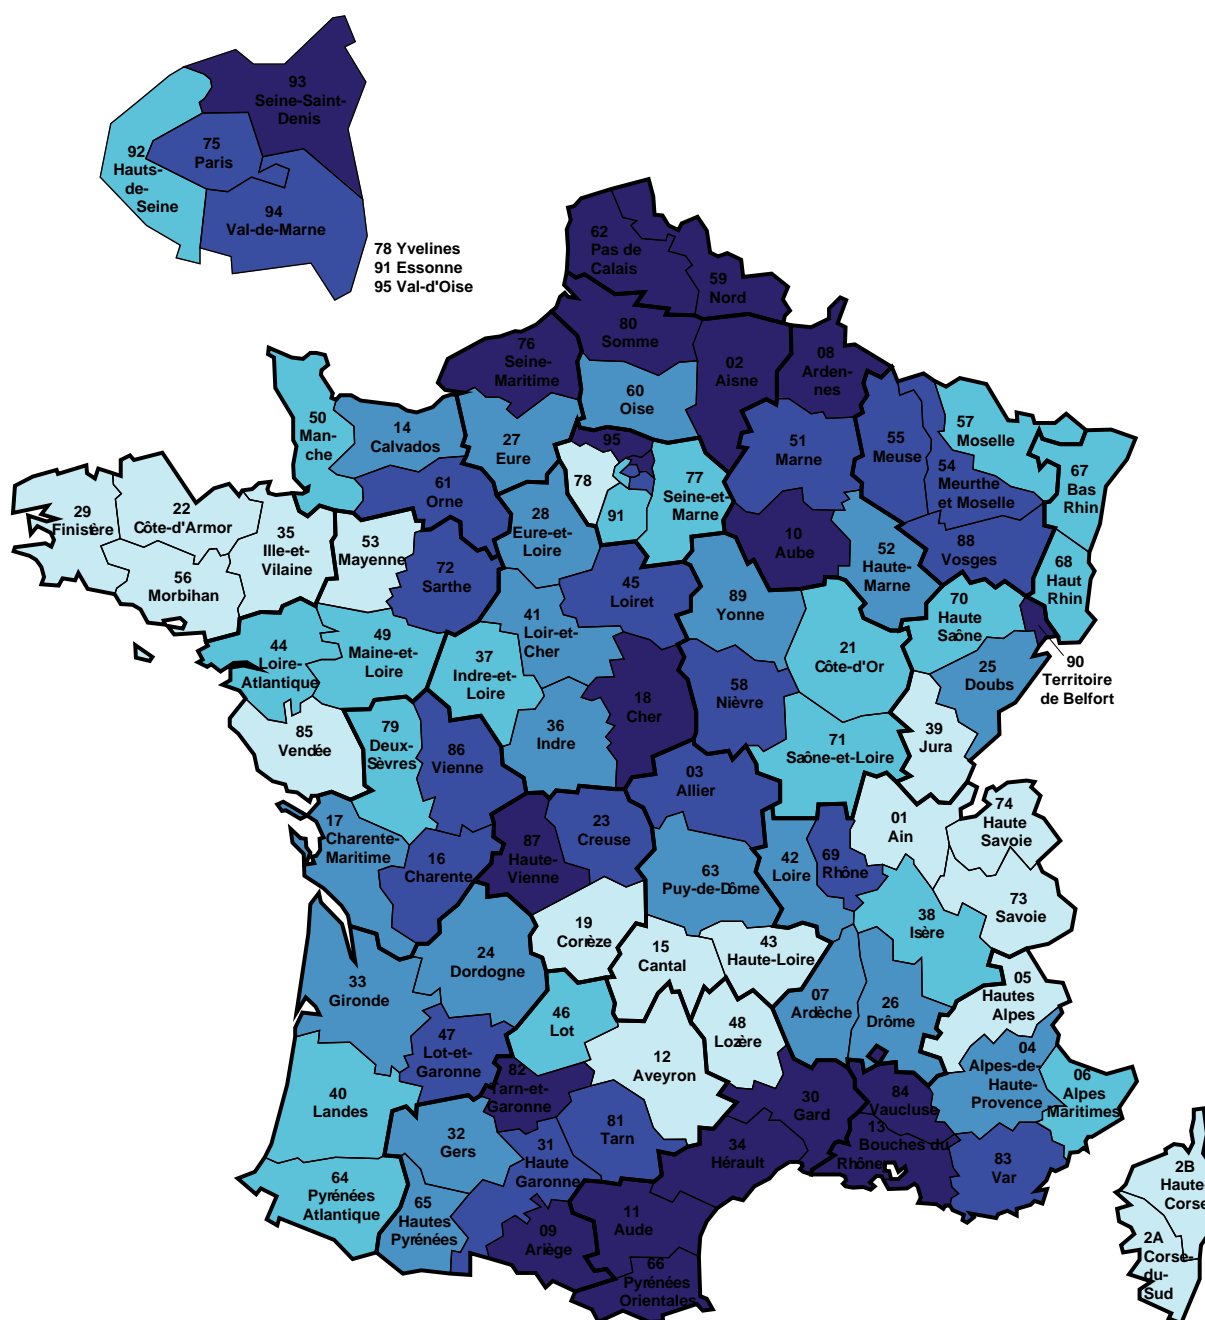 93
Seine-Saint-
Denis
75
Paris
92
Hauts-
de-
Seine
94
Val-de-Marne
78 Yvelines
91 Essonne
95 Val-d'Oise
62
Pas de
Calais
59
Nord
80
Somme
76
Seine-
Maritime
02
Aisne
08
Arden-
nes
60
Oise
50
Man-
che
14
Calvados
27
Eure
95
51
Marne
55
Meuse
57
Moselle
54
Meurthe
et Moselle
67
Bas
Rhin
61
Orne
78
77
Seine-et-
Marne
91
29
Finistère
22
Côte-d'Armor
35
Ille-et-
Vilaine
53
Mayenne
28
Eure-et-
Loire
10
Aube
52
Haute-
Marne
88
Vosges
68
Haut
Rhin
56
Morbihan
72
Sarthe
45
Loiret
89
Yonne
70
Haute
Saône
41
Loir-et-
Cher
44
Loire-
Atlantique
49
Maine-et-
Loire
37
Indre-et-
Loire
21
Côte-d'Or
25
Doubs
90
Territoire
de Belfort
18
Cher
58
Nièvre
85
Vendée
79
Deux-
Sèvres
86
Vienne
36
Indre
71
Saône-et-Loire
39
Jura
03
Allier
17
Charente-
Maritime
16
Charente
87
Haute-
Vienne
23
Creuse
63
Puy-de-Dôme
42
Loire
69
Rhône
01
Ain
74
Haute
Savoie
73
Savoie
38
Isère
19
Corrèze
15
Cantal
43
Haute-Loire
24
Dordogne
33
Gironde
07
Ardèche
26
Drôme
05
Hautes
Alpes
46
Lot
48
Lozère
47
Lot-et-
Garonne
12
Aveyron
04
Alpes-de-
Haute-
Provence
06
Alpes
Maritimes
40
Landes
82
Tarn-et-
Garonne
30
Gard
84
Vaucluse
32
Gers
31
Haute
Garonne
81
Tarn
34
Hérault
13
Bouches du
Rhône
83
Var
64
Pyrénées
Atlantique
65
Hautes
Pyrénées
09
Ariège
11
Aude
66
Pyrénées
Orientales
2B
Haute-
Corse
2A
Corse-
du-
Sud